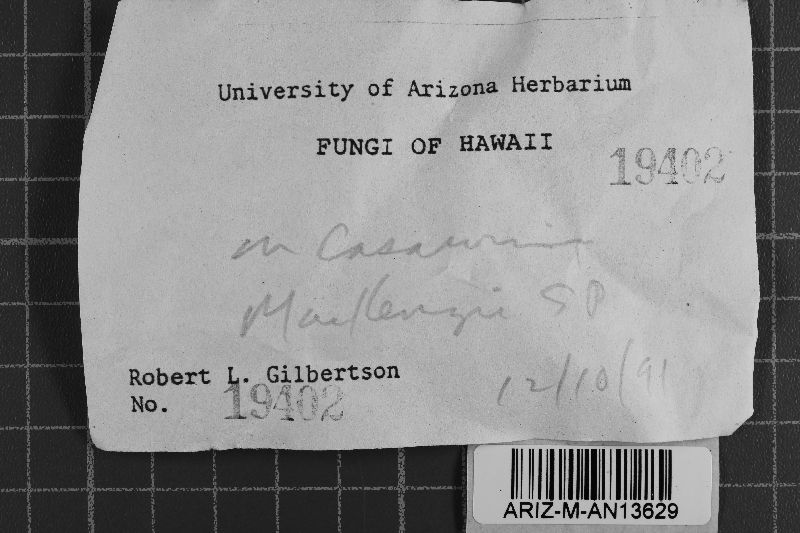 University of Arizona Herbarium
FUNGI OF HAWAII
19402
on Casuarina
MacKenzie SP
Robert L. Gilbertson
12/10/91
No. 19402
ARIZ-M-AN13629